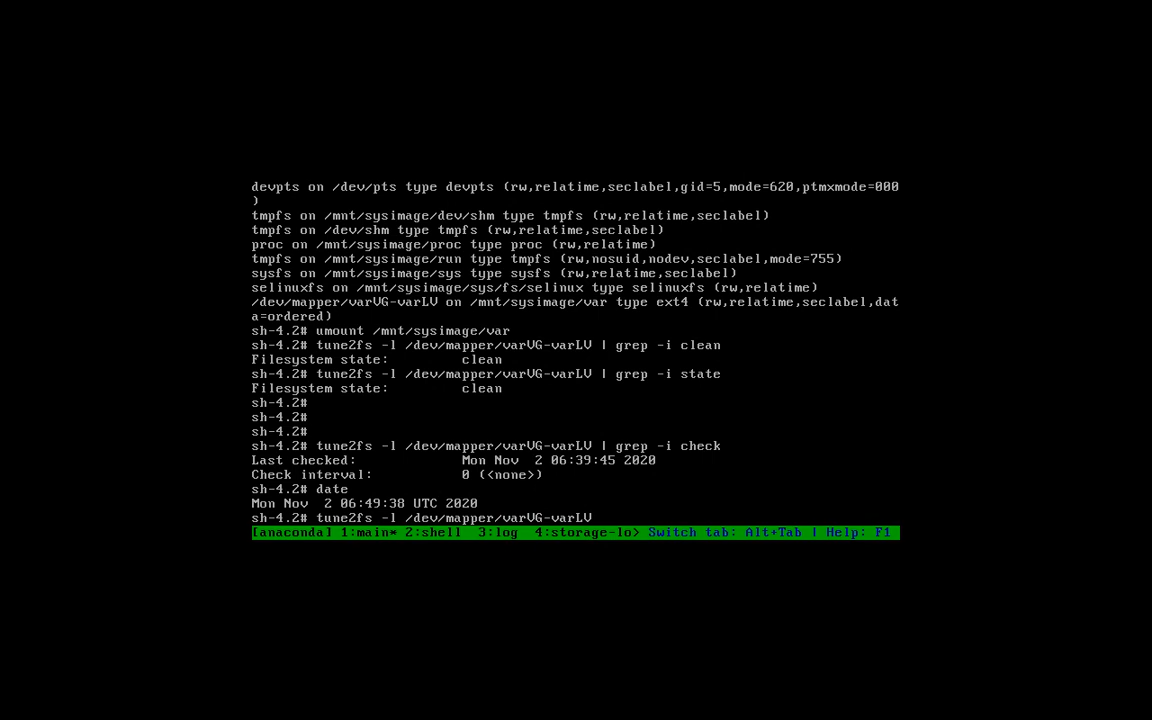 devpts on /dev/pts type devpts (rw,relatime,seclabel,gid=5,mode=620,ptmxmode=000
)
tmpfs on /mnt/sysimage/dev/shm type tmpfs (rw,relatime,seclabel)
tmpfs on /dev/shm type tmpfs (rw,relatime,seclabel)
proc on /mnt/sysimage/proc type proc (rw,relatime)
tmpfs on /mnt/sysimage/run type tmpfs (rw,nosuid,nodev,seclabel,mode=755)
sysfs on /mnt/sysimage/sys type sysfs (rw,relatime,seclabel)
selinuxfs on /mnt/sysimage/sys/fs/selinux type selinuxfs (rw,relatime)
/dev/mapper/varVG-varLV on /mnt/sysimage/var type ext4 (rw,relatime,seclabel,dat
a=ordered)
sh-4.2# umount /mnt/sysimage/var
sh-4.2# tune2fs -l /dev/mapper/varVG-varLV | grep -i clean
Filesystem state:         clean
sh-4.2# tune2fs -l /dev/mapper/varVG-varLV | grep -i state
Filesystem state:         clean
sh-4.2#
sh-4.2#
sh-4.2#
sh-4.2# tune2fs -l /dev/mapper/varVG-varLV | grep -i check
Last checked:             Mon Nov  2 06:39:45 2020
Check interval:           0 (<none>)
sh-4.2# date
Mon Nov  2 06:49:38 UTC 2020
sh-4.2# tune2fs -l /dev/mapper/varVG-varLV
[anaconda] 1:main* 2:shell  3:log  4:storage-lo> Switch tab: Alt+Tab | Help: F1